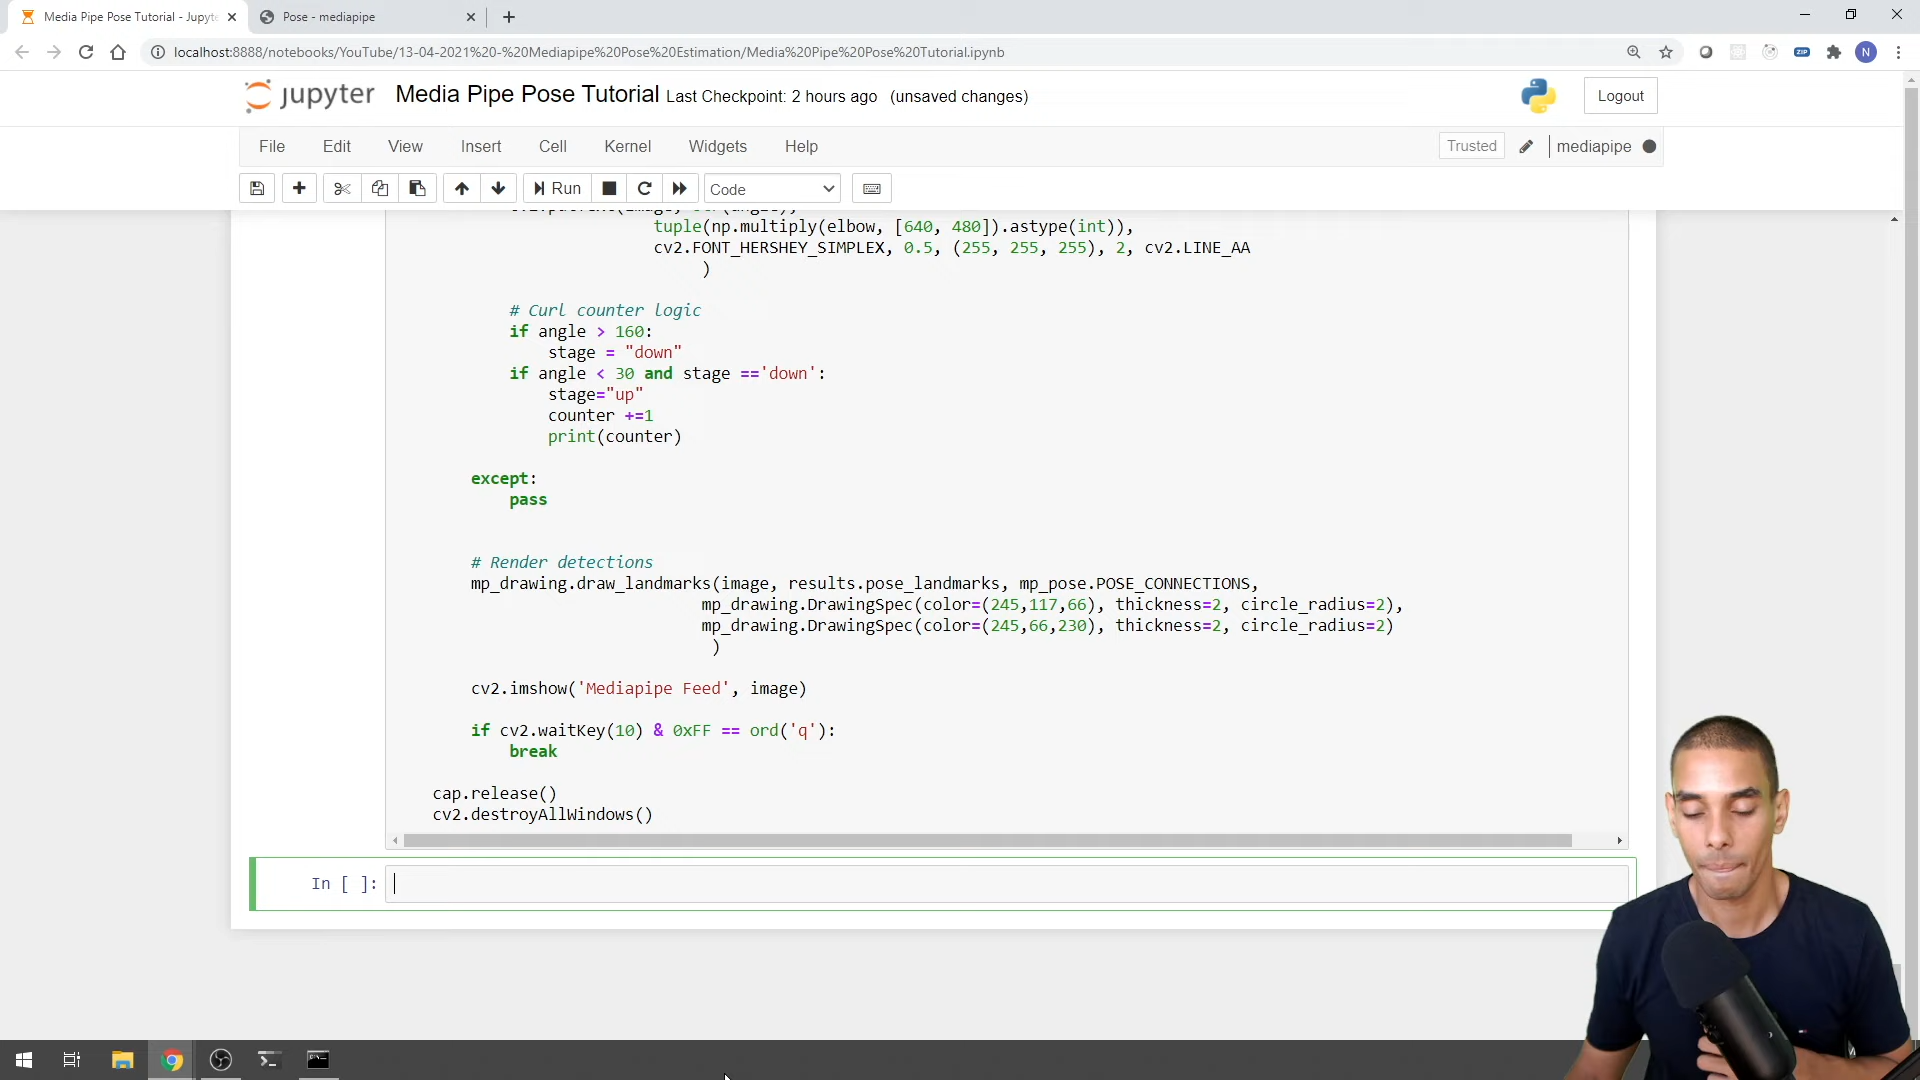 Media Pipe Pose Tutorial - Jupyte
Pose - mediapipe
localhost:8888/notebooks/YouTube/13-04-2021%20-%20Mediapipe%20Pose%20Estimation/Media%20Pipe%20Pose%20Tutorial.ipynb
ZIP
N
jupyter Media Pipe Pose Tutorial Last Checkpoint: 2 hours ago (unsaved changes)
Logout
File Edit View Insert Cell Kernel Widgets Help
Trusted
mediapipe
Run
Code
tuple(np.multiply(elbow, [640, 480]).astype(int)),
cv2.FONT_HERSHEY_SIMPLEX, 0.5, (255, 255, 255), 2, cv2.LINE_AA
)
# Curl counter logic
if angle > 160:
stage = "down"
if angle < 30 and stage =='down':
stage="up"
counter +=1
print(counter)
except:
pass
# Render detections
mp_drawing.draw_landmarks(image, results.pose_landmarks, mp_pose.POSE_CONNECTIONS,
mp_drawing.DrawingSpec(color=(245,117,66), thickness=2, circle_radius=2),
mp_drawing.DrawingSpec(color=(245,66,230), thickness=2, circle_radius=2)
)
cv2.imshow('Mediapipe Feed', image)
if cv2.waitKey(10) & 0xFF == ord('q'):
break
cap.release()
cv2.destroyAllWindows()
In [ ]: